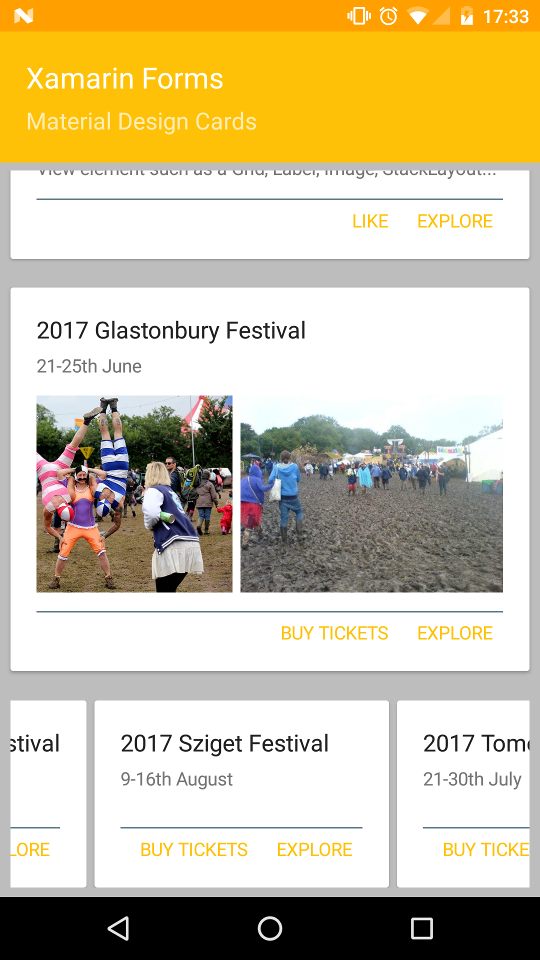 17:33
Xamarin Forms
Material Design Cards
View element such as a Grid, Label, Image, StackLayout...
LIKE EXPLORE
2017 Glastonbury Festival
21-25th June
BUY TICKETS EXPLORE
stival
LORE
2017 Sziget Festival
9-16th August
BUY TICKETS EXPLORE
2017 Tomo
21-30th July
BUY TICKE